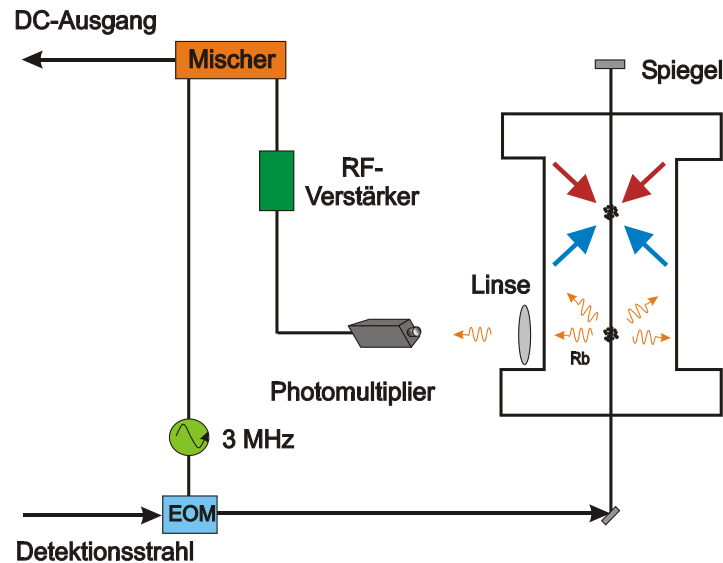 DC-Ausgang
Mischer
Spiegel
RF-
Verstärker
Linse
Rb
Photomultiplier
3 MHz
EOM
Detektionsstrahl